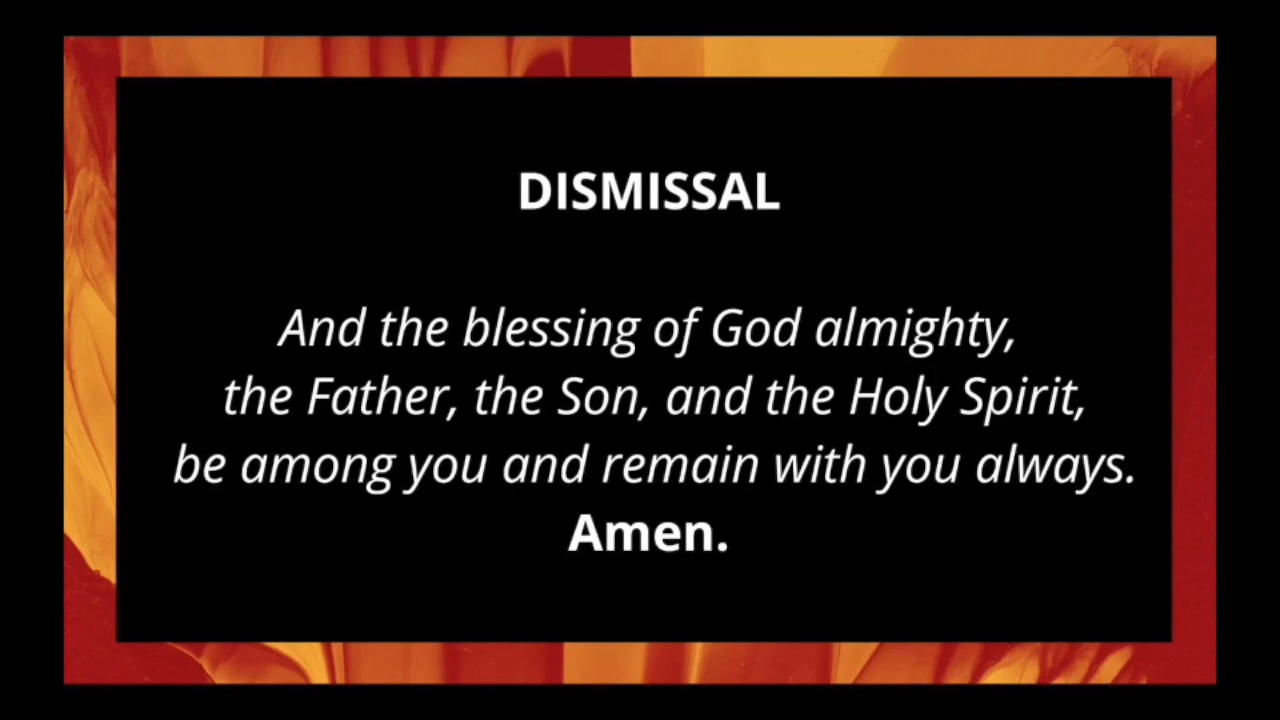 DISMISSAL
And the blessing of God almighty,
the Father, the Son, and the Holy Spirit,
be among you and remain with you always.
Amen.